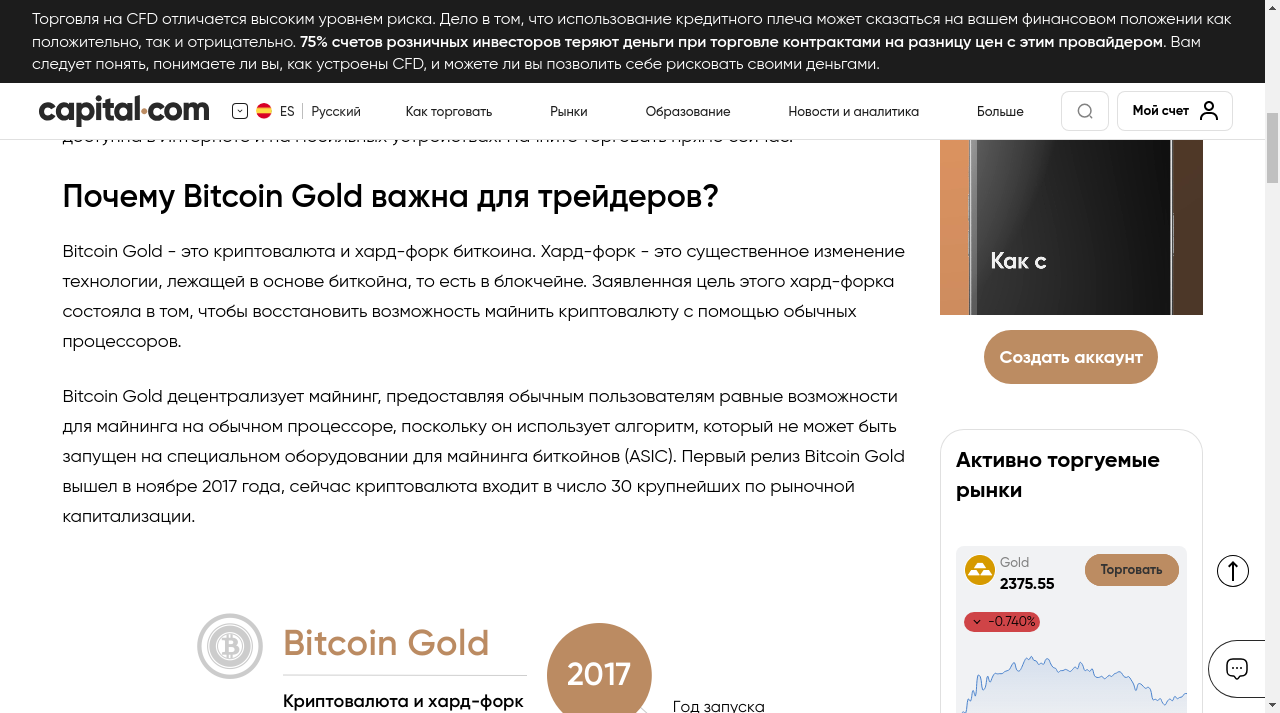 Торговля на CFD отличается высоким уровнем риска. Дело в том, что использование кредитного плеча может сказаться на вашем финансовом положении как
положительно, так и отрицательно. 75% счетов розничных инвесторов теряют деньги при торговле контрактами на разницу цен с этим провайдером. Вам
следует понять, понимаете ли вы, как устроены CFD, и можете ли вы позволить себе рисковать своими деньгами.
capital.com
ES
Русский
Как торговать
Рынки
Образование
Новости и аналитика
Больше
Мой счет
доступна в Интернете и на мобильных устройствах. Начните торговать прямо сейчас.
Почему Bitcoin Gold важна для трейдеров?
Bitcoin Gold - это криптовалюта и хард-форк биткоина. Хард-форк - это существенное изменение
технологии, лежащей в основе биткойна, то есть в блокчейне. Заявленная цель этого хард-форка
состояла в том, чтобы восстановить возможность майнить криптовалюту с помощью обычных
процессоров.
Bitcoin Gold децентрализует майнинг, предоставляя обычным пользователям равные возможности
для майнинга на обычном процессоре, поскольку он использует алгоритм, который не может быть
запущен на специальном оборудовании для майнинга биткойнов (ASIC). Первый релиз Bitcoin Gold
вышел в ноябре 2017 года, сейчас криптовалюта входит в число 30 крупнейших по рыночной
капитализации.
Bitcoin Gold
Криптовалюта и хард-форк
2017
Год запуска
Как с
Создать аккаунт
Активно торгуемые
рынки
Gold
2375.55
Торговать
-0.740%